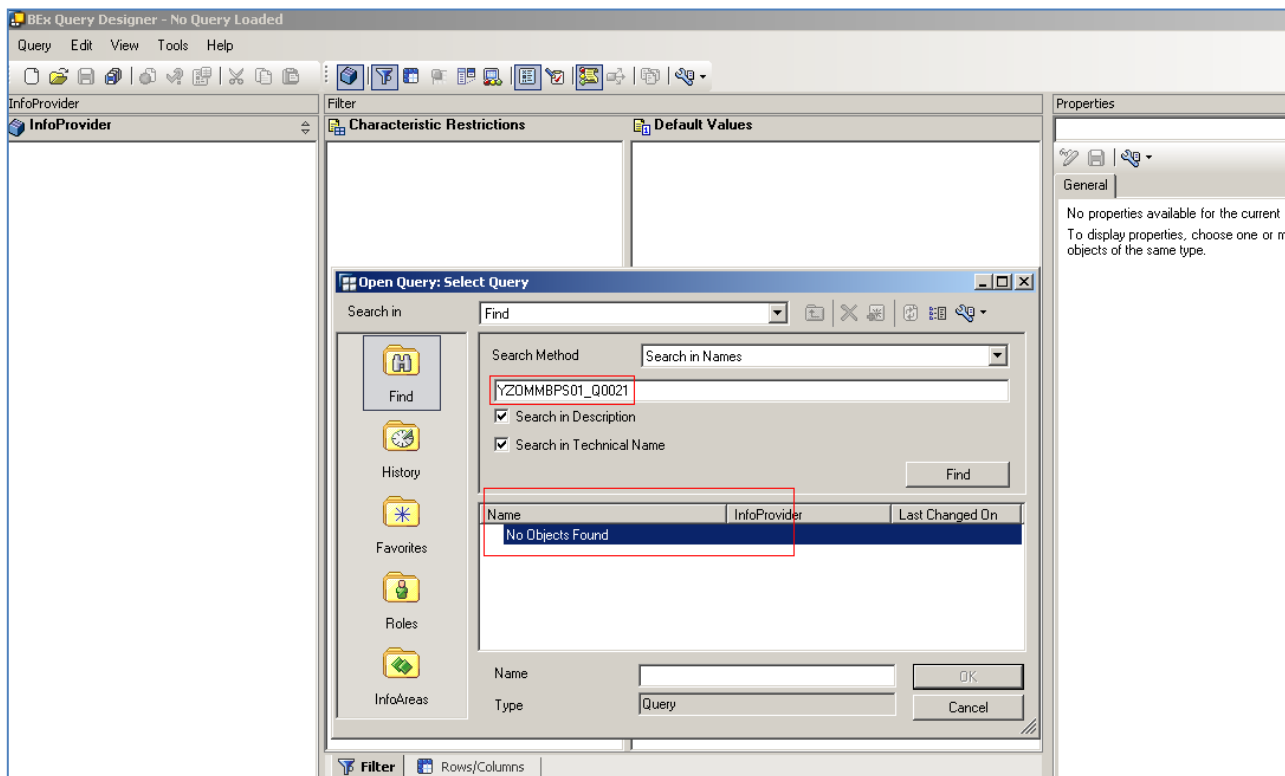 BEx Query Designer - No Query Loaded
Query Edit View Tools Help
InfoProvider
Filter
Properties
InfoProvider
Characteristic Restrictions
Default Values
General
No properties available for the current
To display properties, choose one or m
objects of the same type.
Open Query: Select Query
Search in
Find
Find
History
Favorites
Roles
InfoAreas
Search Method
Search in Names
YZOMMBPS01_Q0021
Search in Description
Search in Technical Name
Find
Name InfoProvider Last Changed On
No Objects Found
Name
OK
Type
Query
Cancel
Filter
Rows/Columns